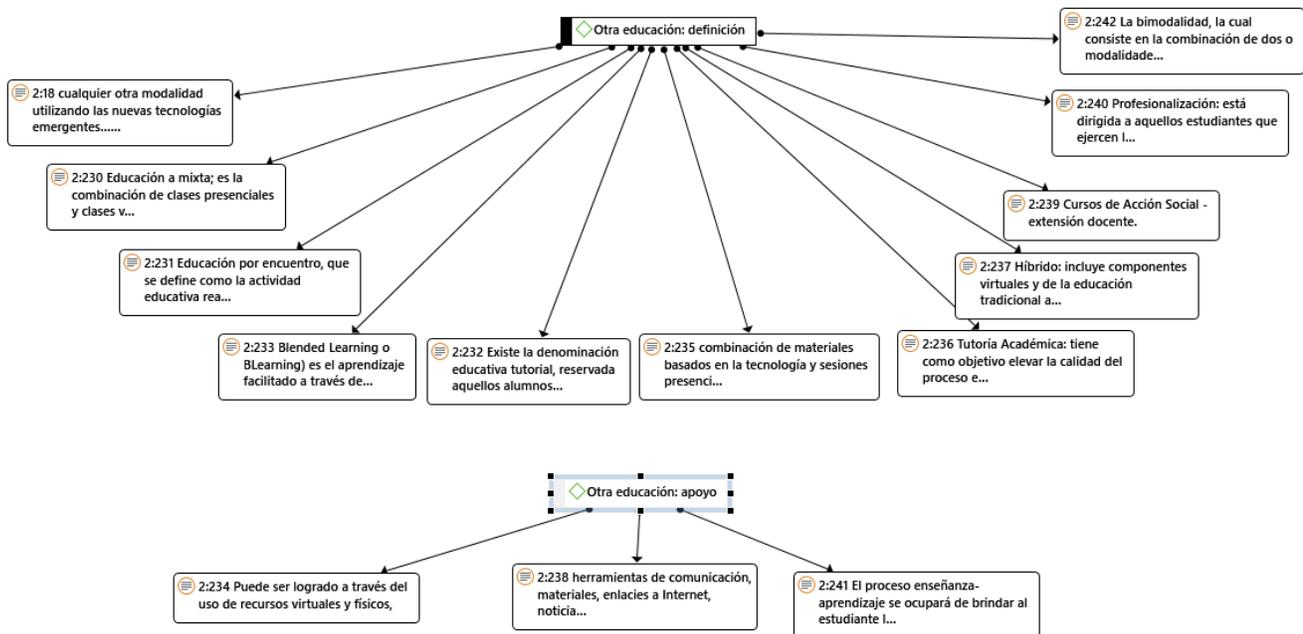 Otra educación: definición
2:242 La bimodalidad, la cual
consiste en la combinación de dos o
modalidade...
2:18 cualquier otra modalidad
utilizando las nuevas tecnologías
emergentes......
2:240 Profesionalización: está
dirigida a aquellos estudiantes que
ejercen l...
2:230 Educación a mixta; es la
combinación de clases presenciales
y clases v...
2:239 Cursos de Acción Social -
extensión docente.
2:231 Educación por encuentro, que
se define como la actividad
educativa rea...
2:237 Híbrido: incluye componentes
virtuales y de la educación
tradicional a...
2:233 Blended Learning o
BLearning) es el aprendizaje
facilitado a través de...
2:232 Existe la denominación
educativa tutorial, reservada
aquellos alumnos...
2:235 combinación de materiales
basados en la tecnología y sesiones
presenci...
2:236 Tutoría Académica: tiene
como objetivo elevar la calidad del
proceso e...
Otra educación: apoyo
2:234 Puede ser logrado a través del
uso de recursos virtuales y físicos,
2:238 herramientas de comunicación,
materiales, enlacies a Internet,
noticia...
2:241 El proceso enseñanza-
aprendizaje se ocupará de brindar al
estudiante l...